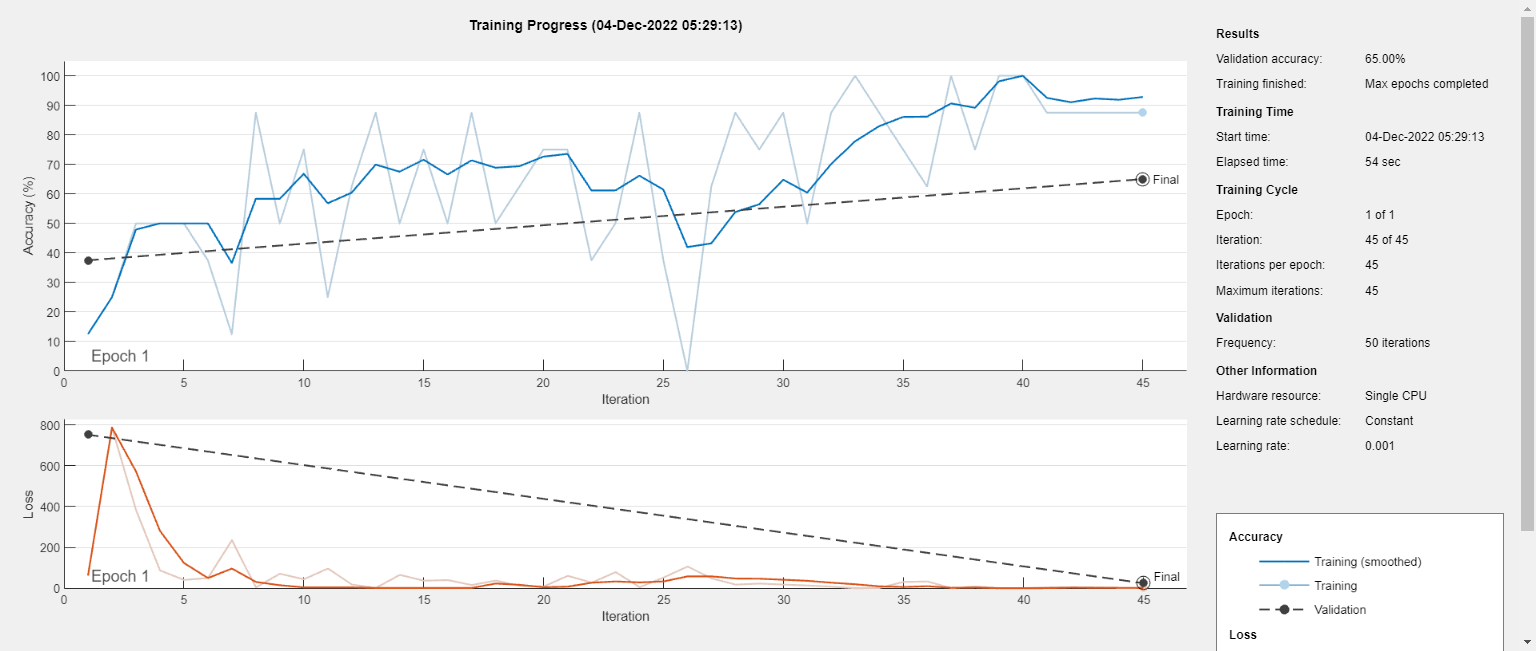 Training Progress (04-Dec-2022 05:29:13)
100
90
80
70
60
50
40
30
20
10
0
Accuracy (%)
Final
Epoch 1
0 5 10 15 20 25 30 35 40 45
Iteration
800
600
400
200
0
Loss
Final
Epoch 1
0 5 10 15 20 25 30 35 40 45
Iteration
Results
Validation accuracy: 65.00%
Training finished: Max epochs completed
Training Time
Start time: 04-Dec-2022 05:29:13
Elapsed time: 54 sec
Training Cycle
Epoch: 1 of 1
Iteration: 45 of 45
Iterations per epoch: 45
Maximum iterations: 45
Validation
Frequency: 50 iterations
Other Information
Hardware resource: Single CPU
Learning rate schedule: Constant
Learning rate: 0.001
Accuracy
Training (smoothed)
Training
Validation
Loss